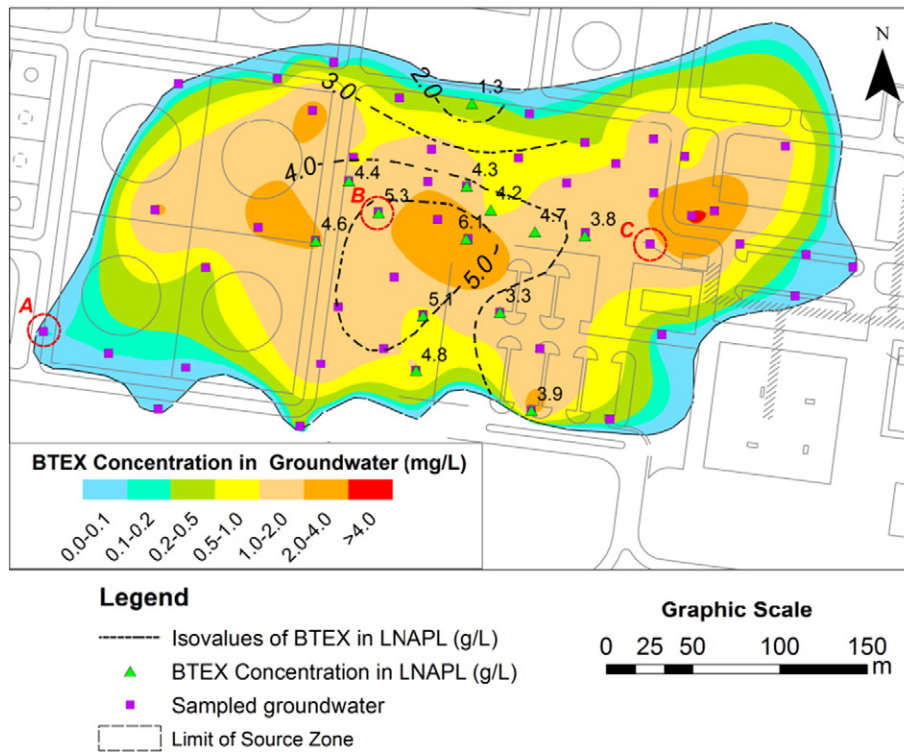 N
2.0
1.3
3.0
4.0
4.4
4.3
B
5.3
4.2
4.6
6.1
4.7
3.8
C
5.0
A
5.1
3.3
4.8
3.9
BTEX Concentration in Groundwater (mg/L)
0.0-0.1
0.1-0.2
0.2-0.5
0.5-1.0
1.0-2.0
2.0-4.0
>4.0
Legend
Isovalues of BTEX in LNAPL (g/L)
BTEX Concentration in LNAPL (g/L)
Sampled groundwater
Limit of Source Zone
Graphic Scale
0 25 50 100 150
m